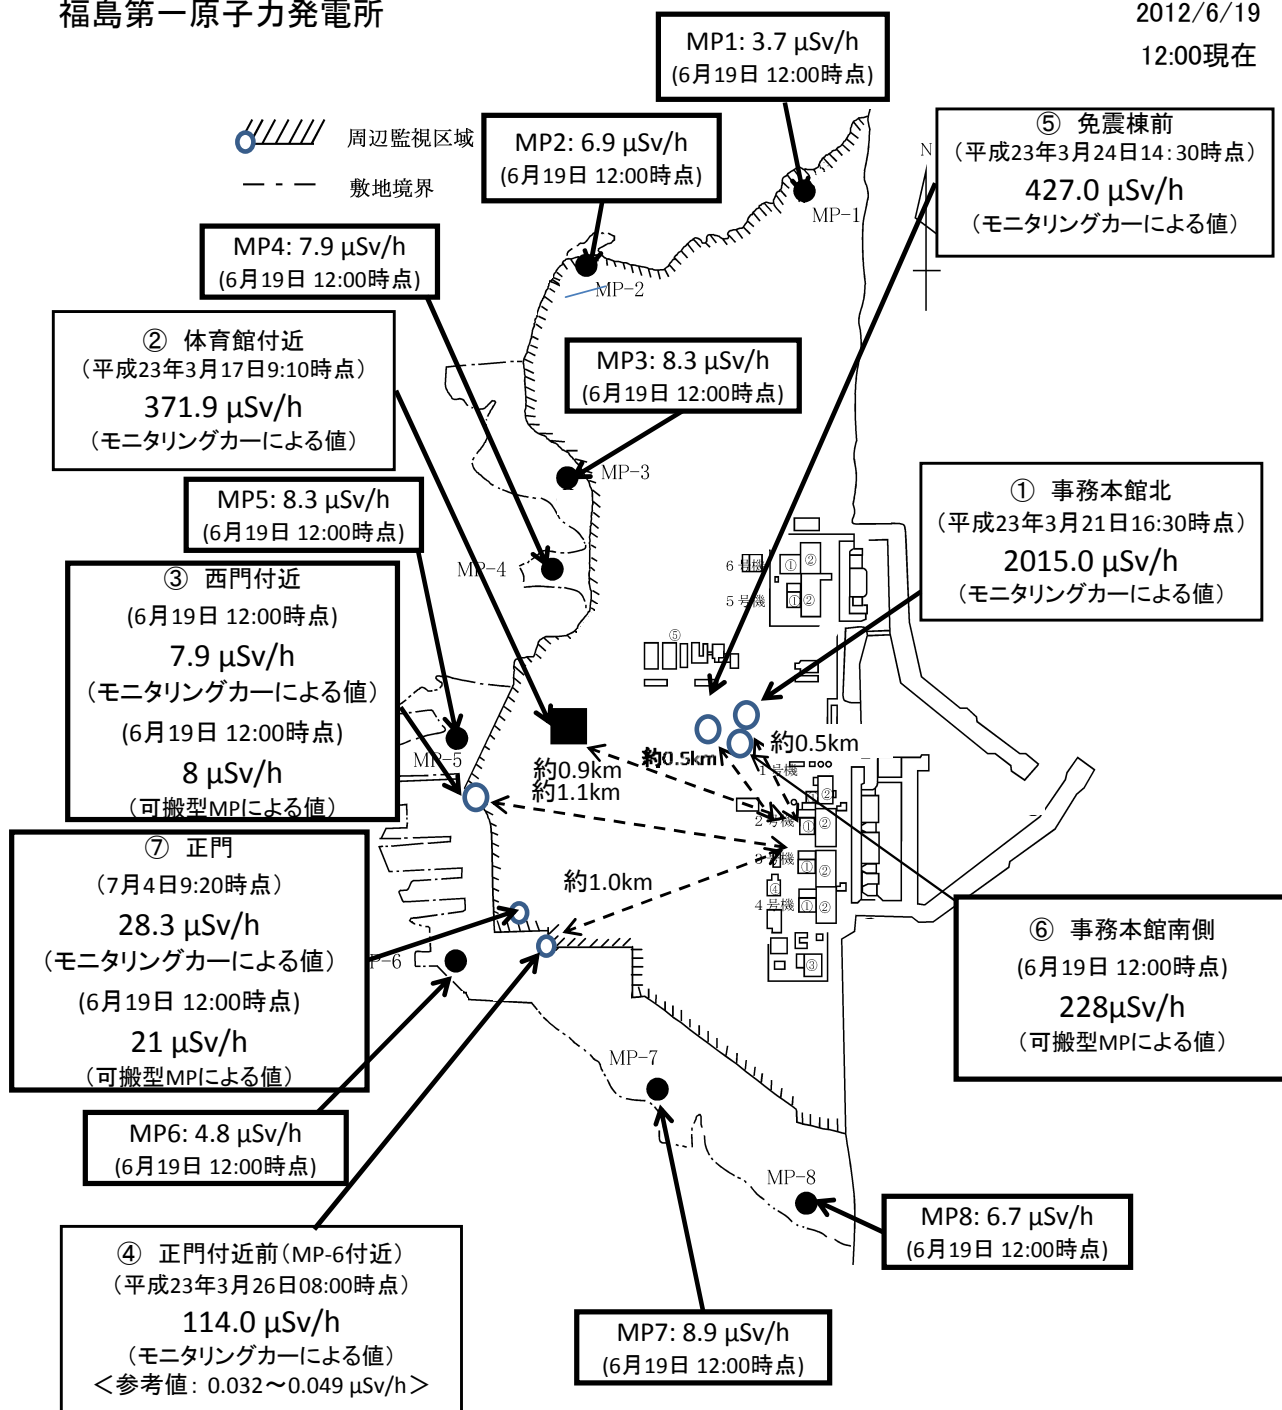 福島第一原子力発電所
2012/6/19
12:00現在
周辺監視区域
敷地境界
MP1: 3.7 μSv/h
(6月19日 12:00時点)
MP2: 6.9 μSv/h
(6月19日 12:00時点)
⑤ 免震棟前
(平成23年3月24日14:30時点)
427.0 μSv/h
(モニタリングカーによる値)
N
MP-1
MP4: 7.9 μSv/h
(6月19日 12:00時点)
MP-2
② 体育館付近
(平成23年3月17日9:10時点)
371.9 μSv/h
(モニタリングカーによる値)
MP3: 8.3 μSv/h
(6月19日 12:00時点)
MP-3
MP5: 8.3 μSv/h
(6月19日 12:00時点)
① 事務本館北
(平成23年3月21日16:30時点)
2015.0 μSv/h
(モニタリングカーによる値)
MP-4
6号機
① ②
5号機
① ②
③ 西門付近
(6月19日 12:00時点)
7.9 μSv/h
(モニタリングカーによる値)
(6月19日 12:00時点)
8 μSv/h
(可搬型MPによる値)
⑤
MP-5
約0.9km
約1.1km
約0.5km
約0.5km
1号機
②
2号機
① ②
3号機
① ②
④
4号機
① ②
③
⑦ 正門
(7月4日9:20時点)
28.3 μSv/h
(モニタリングカーによる値)
(6月19日 12:00時点)
21 μSv/h
(可搬型MPによる値)
約1.0km
P-6
⑥ 事務本館南側
(6月19日 12:00時点)
228μSv/h
(可搬型MPによる値)
MP-7
MP6: 4.8 μSv/h
(6月19日 12:00時点)
MP-8
MP8: 6.7 μSv/h
(6月19日 12:00時点)
④ 正門付近前(MP-6付近)
(平成23年3月26日08:00時点)
114.0 μSv/h
(モニタリングカーによる値)
<参考値: 0.032~0.049 μSv/h>
MP7: 8.9 μSv/h
(6月19日 12:00時点)